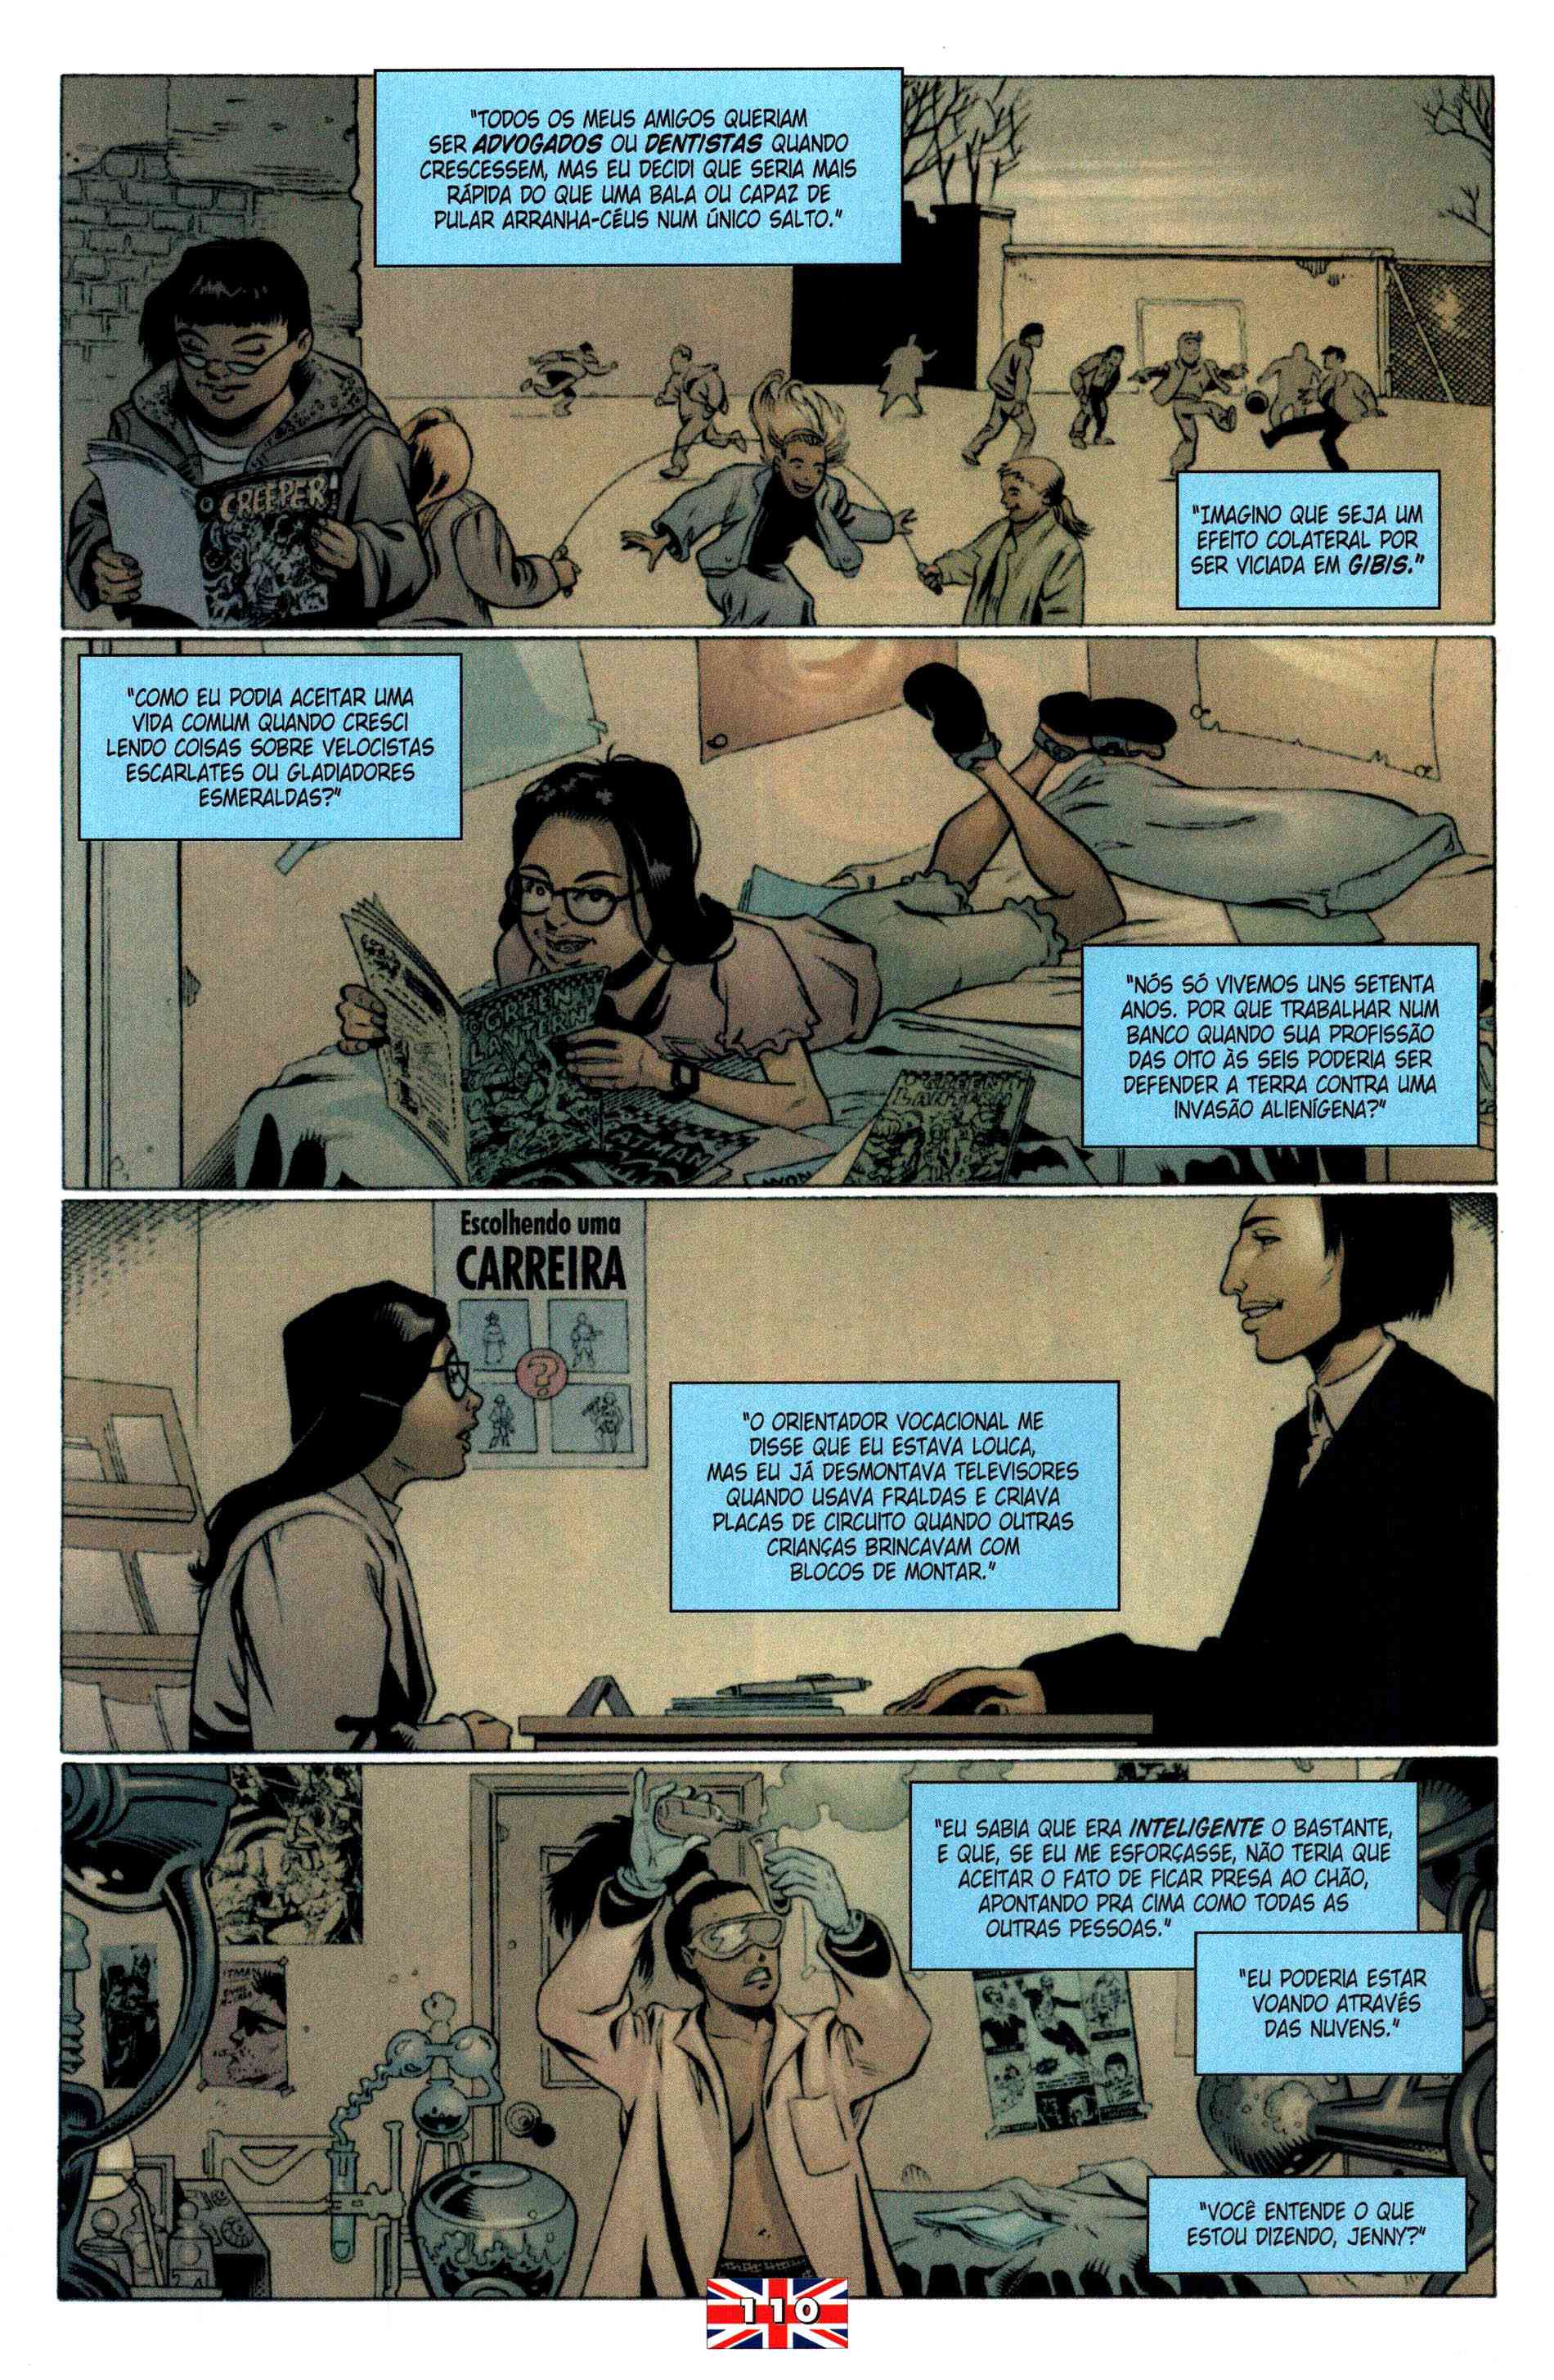 "TODOS OS MEUS AMIGOS QUERIAM
SER ADVOGADOS OU DENTISTAS QUANDO
CRESCESSEM, MAS EU DECIDI QUE SERIA MAIS
RÁPIDA DO QUE UMA BALA OU CAPAZ DE
PULAR ARRANHA-CÉUS NUM ÚNICO SALTO."
CREEPER!
"IMAGINO QUE SEJA UM
EFEITO COLATERAL POR
SER VICIADA EM GIBIS."
"COMO EU PODIA ACEITAR UMA
VIDA COMUM QUANDO CRESCI
LENDO COISAS SOBRE VELOCISTAS
ESCARLATES OU GLADIADORES
ESMERALDAS?"
GREEN
LANTERN
GREEN
LANTERN
ATMAN
WON
"NÓS SÓ VIVEMOS UNS SETENTA
ANOS. POR QUE TRABALHAR NUM
BANCO QUANDO SUA PROFISSÃO
DAS OITO ÀS SEIS PODERIA SER
DEFENDER A TERRA CONTRA UMA
INVASÃO ALIENÍGENA?"
Escolhendo uma
CARREIRA
?
"O ORIENTADOR VOCACIONAL ME
DISSE QUE EU ESTAVA LOUCA,
MAS EU JÁ DESMONTAVA TELEVISORES
QUANDO USAVA FRALDAS E CRIAVA
PLACAS DE CIRCUITO QUANDO OUTRAS
CRIANÇAS BRINCAVAM COM
BLOCOS DE MONTAR."
"EU SABIA QUE ERA INTELIGENTE O BASTANTE,
E QUE, SE EU ME ESFORÇASSE, NÃO TERIA QUE
ACEITAR O FATO DE FICAR PRESA AO CHÃO,
APONTANDO PRA CIMA COMO TODAS AS
OUTRAS PESSOAS."
"EU PODERIA ESTAR
VOANDO ATRAVÉS
DAS NUVENS."
"VOCÊ ENTENDE O QUE
ESTOU DIZENDO, JENNY?"
110